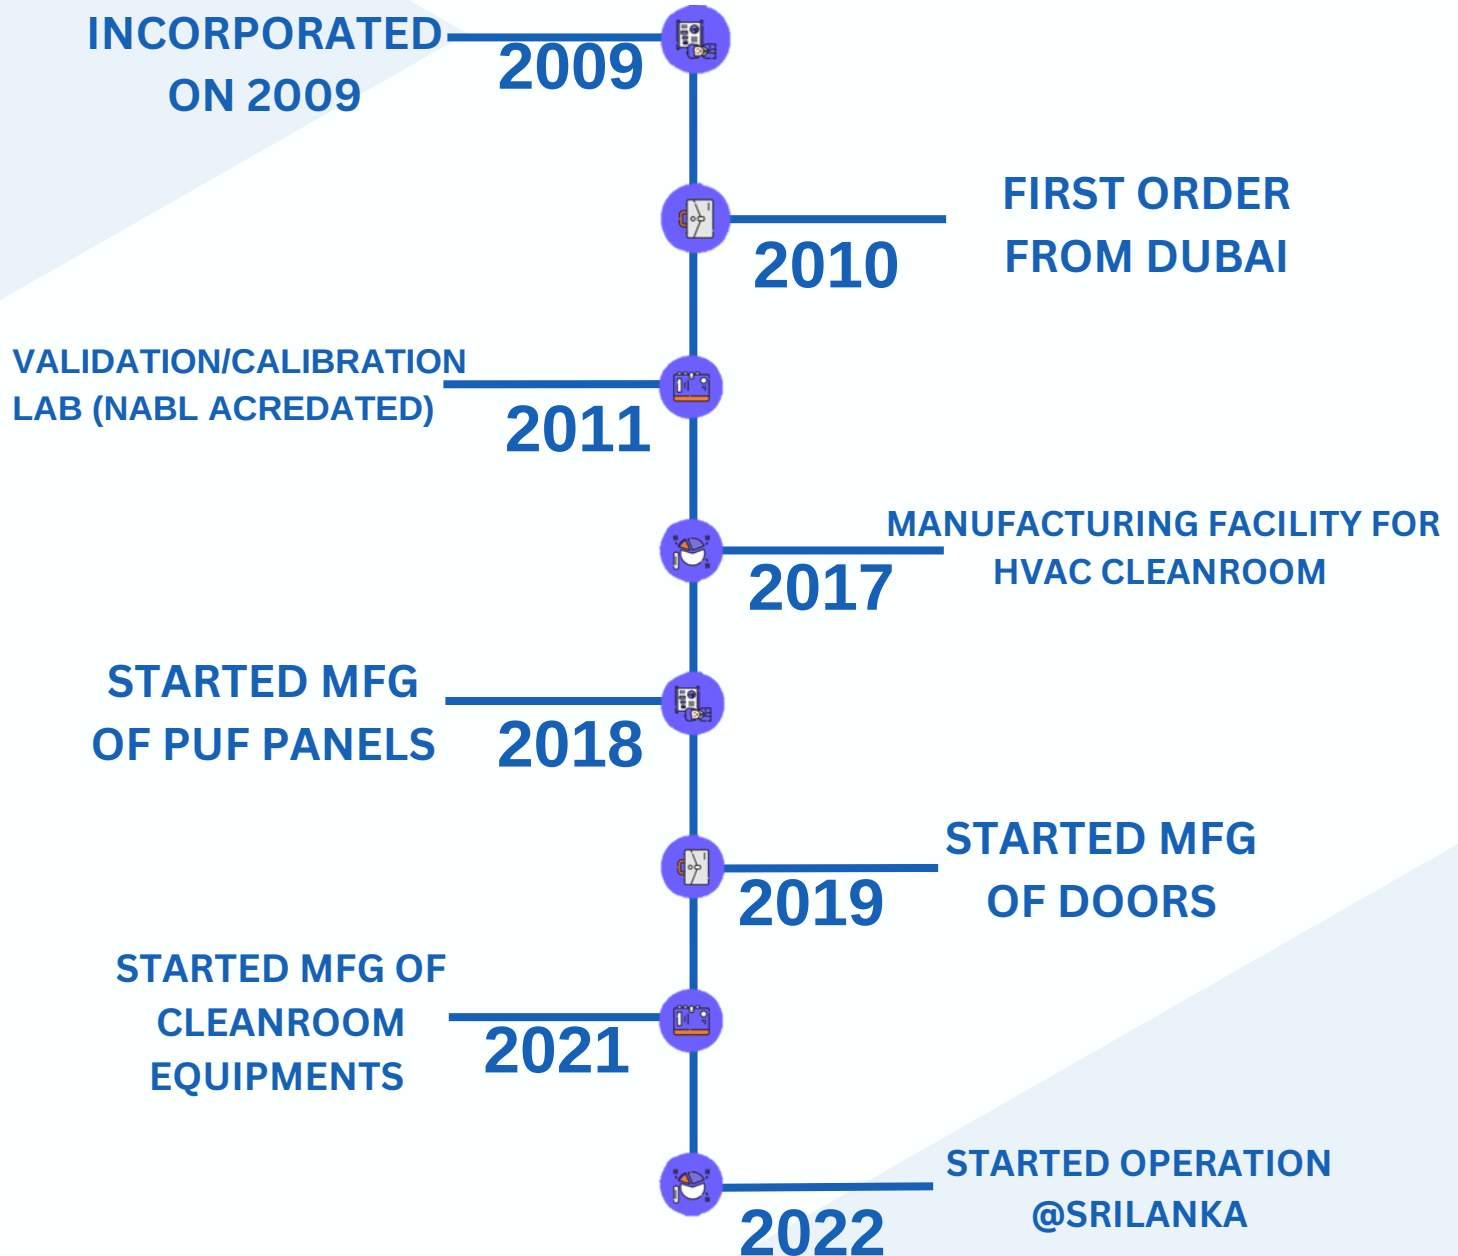 INCORPORATED
ON 2009
2009
FIRST ORDER
FROM DUBAI
2010
VALIDATION/CALIBRATION
LAB (NABL ACREDATED)
2011
MANUFACTURING FACILITY FOR
HVAC CLEANROOM
2017
STARTED MFG
OF PUF PANELS
2018
STARTED MFG
OF DOORS
2019
STARTED MFG OF
CLEANROOM
EQUIPMENTS
2021
STARTED OPERATION
@SRILANKA
2022